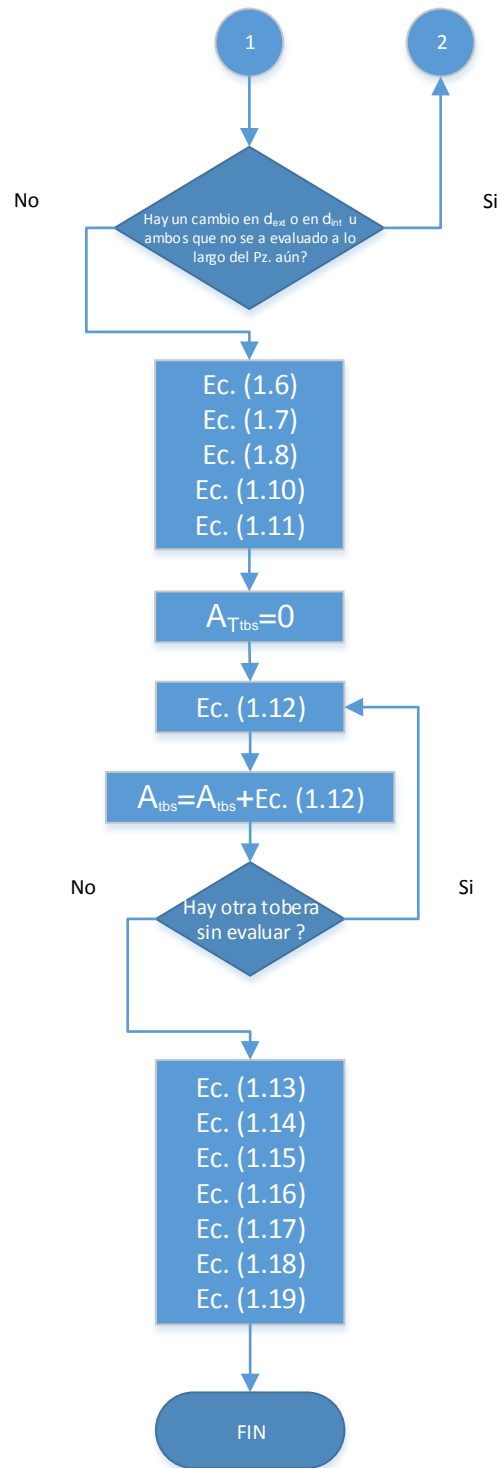 1
2
No
Si
Hay un cambio en dext o en dint u
ambos que no se a evaluado a lo
largo del Pz. aún?
Ec. (1.6)
Ec. (1.7)
Ec. (1.8)
Ec. (1.10)
Ec. (1.11)
ATtbs=0
Ec. (1.12)
Atbs=Atbs+Ec. (1.12)
No
Si
Hay otra tobera
sin evaluar ?
Ec. (1.13)
Ec. (1.14)
Ec. (1.15)
Ec. (1.16)
Ec. (1.17)
Ec. (1.18)
Ec. (1.19)
FIN